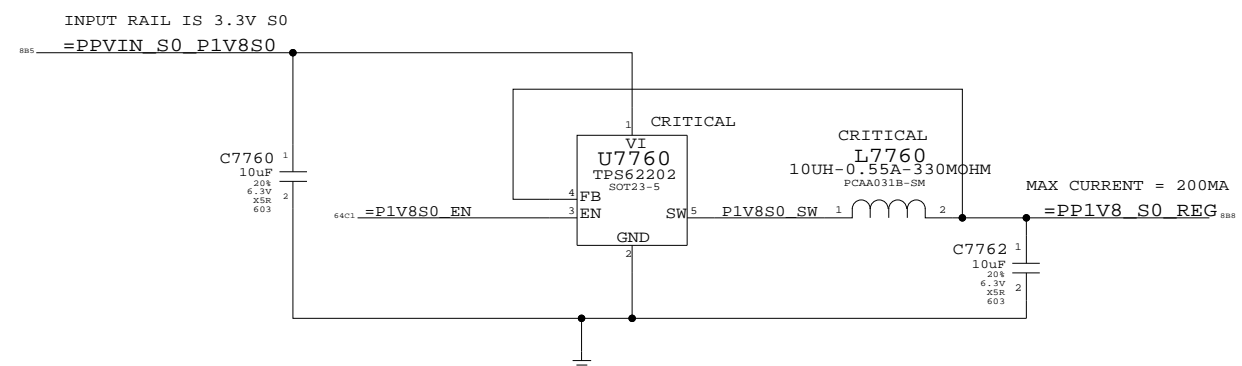 INPUT RAIL IS 3.3V S0
8B5 =PPVIN_S0_P1V8S0
1 CRITICAL
VI
U7760
TPS62202
SOT23-5
4 FB
3 EN
SW 5
GND
2
C7760 1
10uF
20%
6.3V
X5R 2
603
64C1 =P1V8S0_EN
P1V8S0_SW
CRITICAL
L7760
10UH-0.55A-330MOHM
PCAA031B-SM
1 2
MAX CURRENT = 200MA
=PP1V8_S0_REG 8B8
C7762 1
10uF
20%
6.3V
X5R 2
603